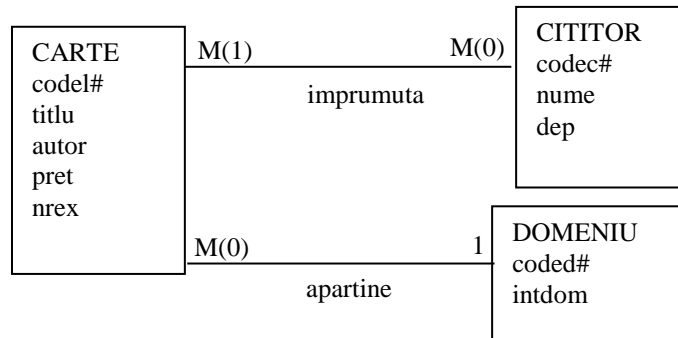 CARTE
codel#
titlu
autor
pret
nrex
M(1)
M(0)
imprumuta
CITITOR
codec#
nume
dep
M(0)
1
apartine
DOMENIU
coded#
intdom